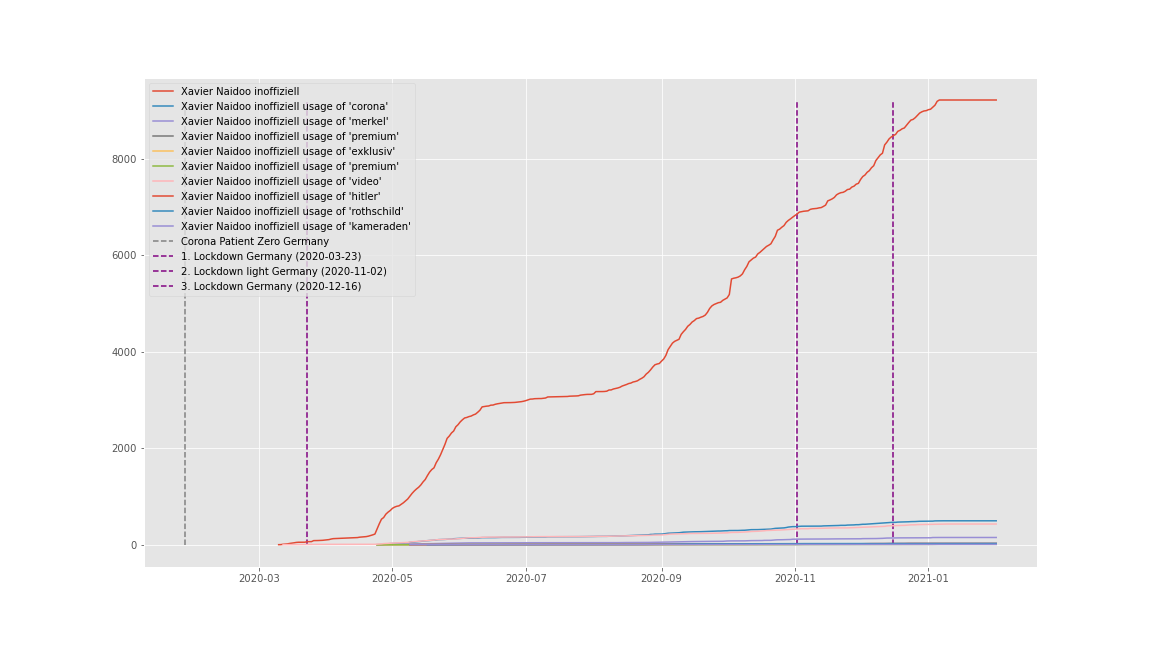 Xavier Naidoo inoffiziell
Xavier Naidoo inoffiziell usage of 'corona'
Xavier Naidoo inoffiziell usage of 'merkel'
Xavier Naidoo inoffiziell usage of 'premium'
Xavier Naidoo inoffiziell usage of 'exklusiv'
Xavier Naidoo inoffiziell usage of 'premium'
Xavier Naidoo inoffiziell usage of 'video'
Xavier Naidoo inoffiziell usage of 'hitler'
Xavier Naidoo inoffiziell usage of 'rothschild'
Xavier Naidoo inoffiziell usage of 'kameraden'
Corona Patient Zero Germany
1. Lockdown Germany (2020-03-23)
2. Lockdown light Germany (2020-11-02)
3. Lockdown Germany (2020-12-16)
8000
6000
4000
2000
0
2020-03 2020-05 2020-07 2020-09 2020-11 2021-01